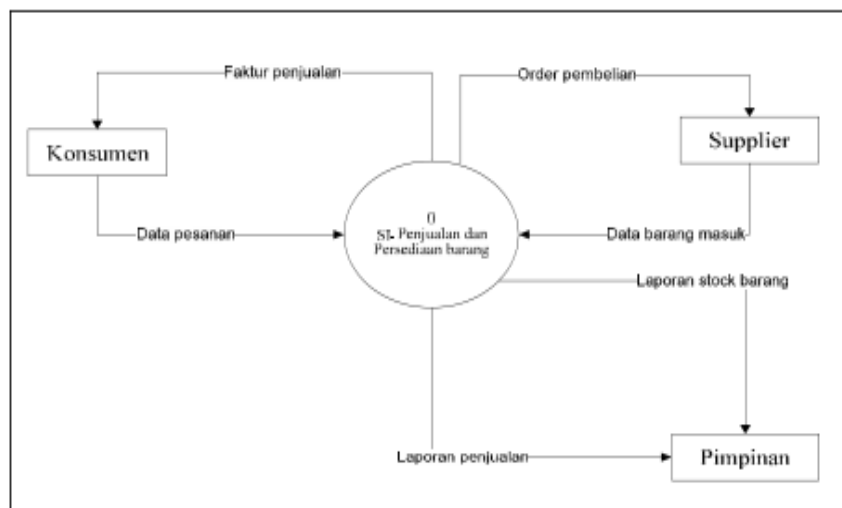 Faktur penjualan
Order pembelian
Konsumen
Supplier
0
SI. Penjualan dan
Persediaan barang
Data pesanan
Data barang masuk
Laporan stock barang
Laporan penjualan
Pimpinan